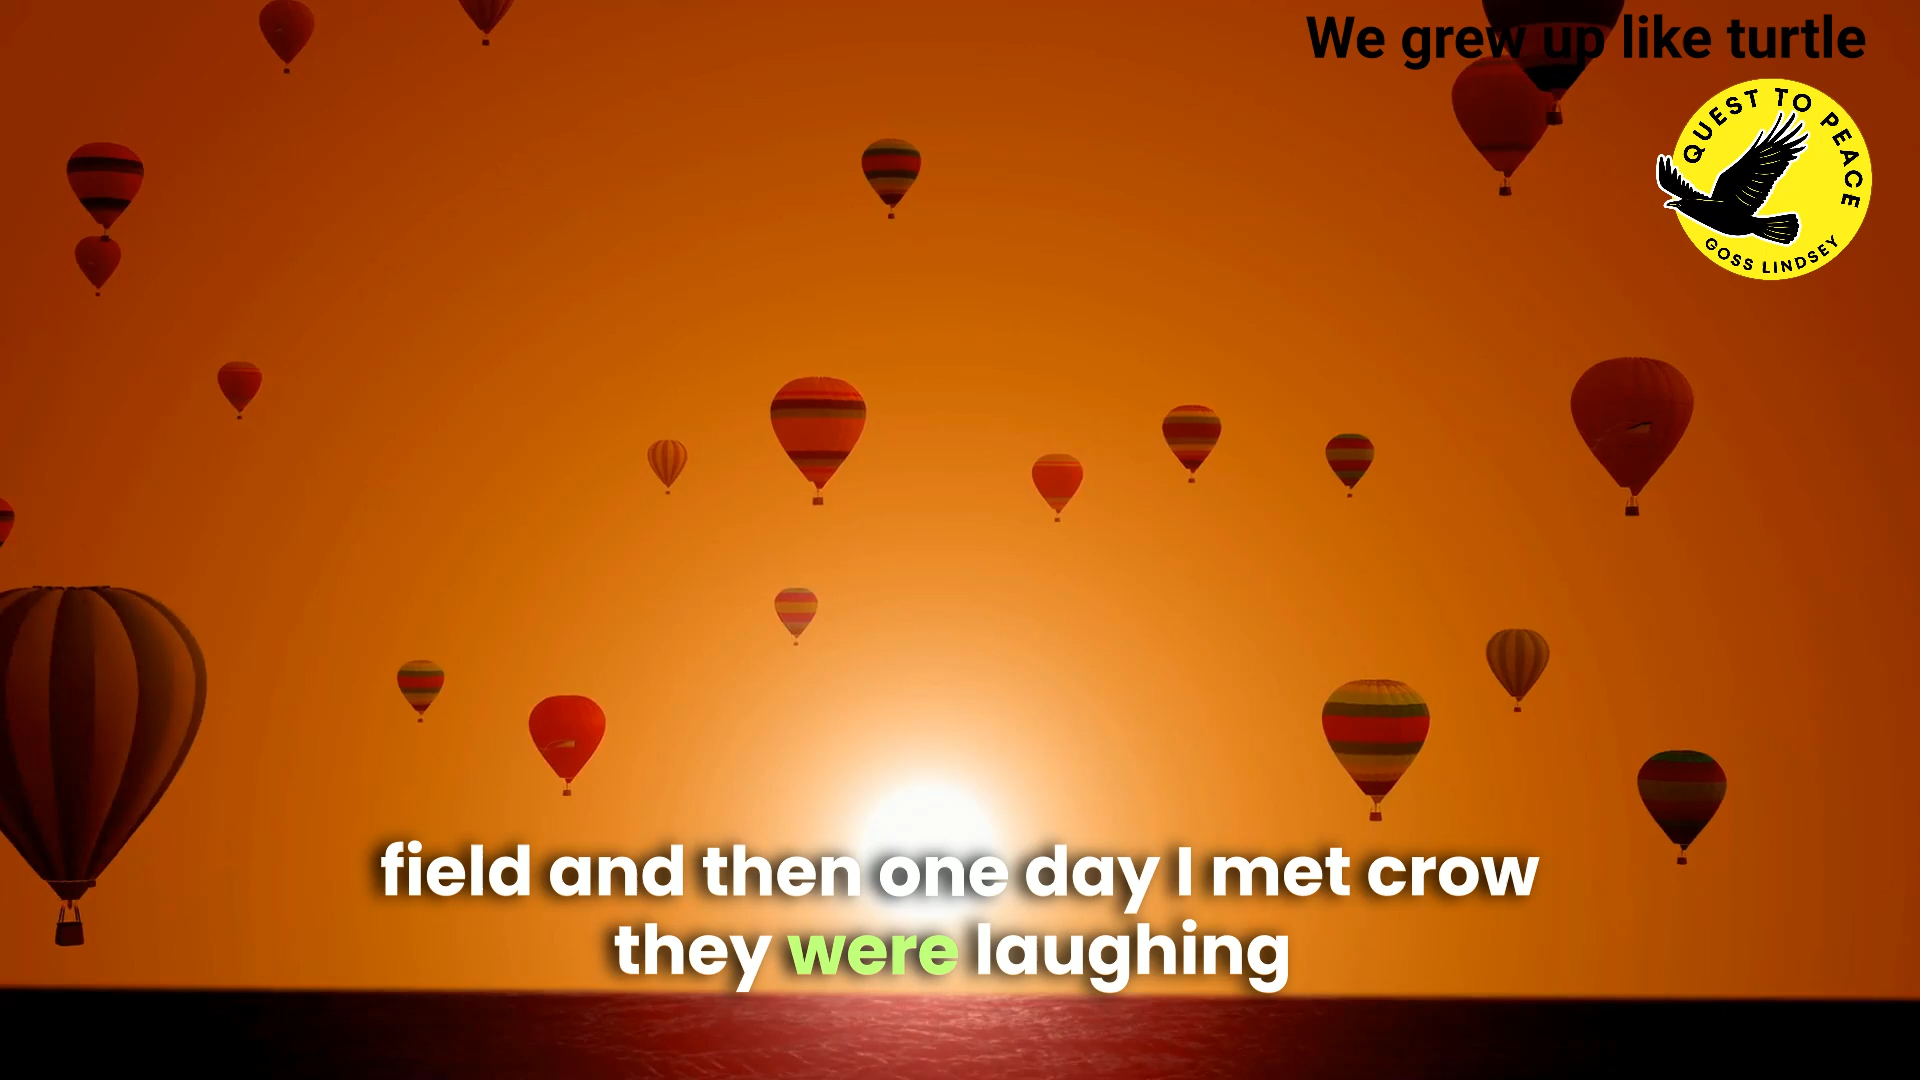 We grew up like turtle
QUEST TO PEACE
GOSS LINDSEY
field and then one day I met crow
they were laughing